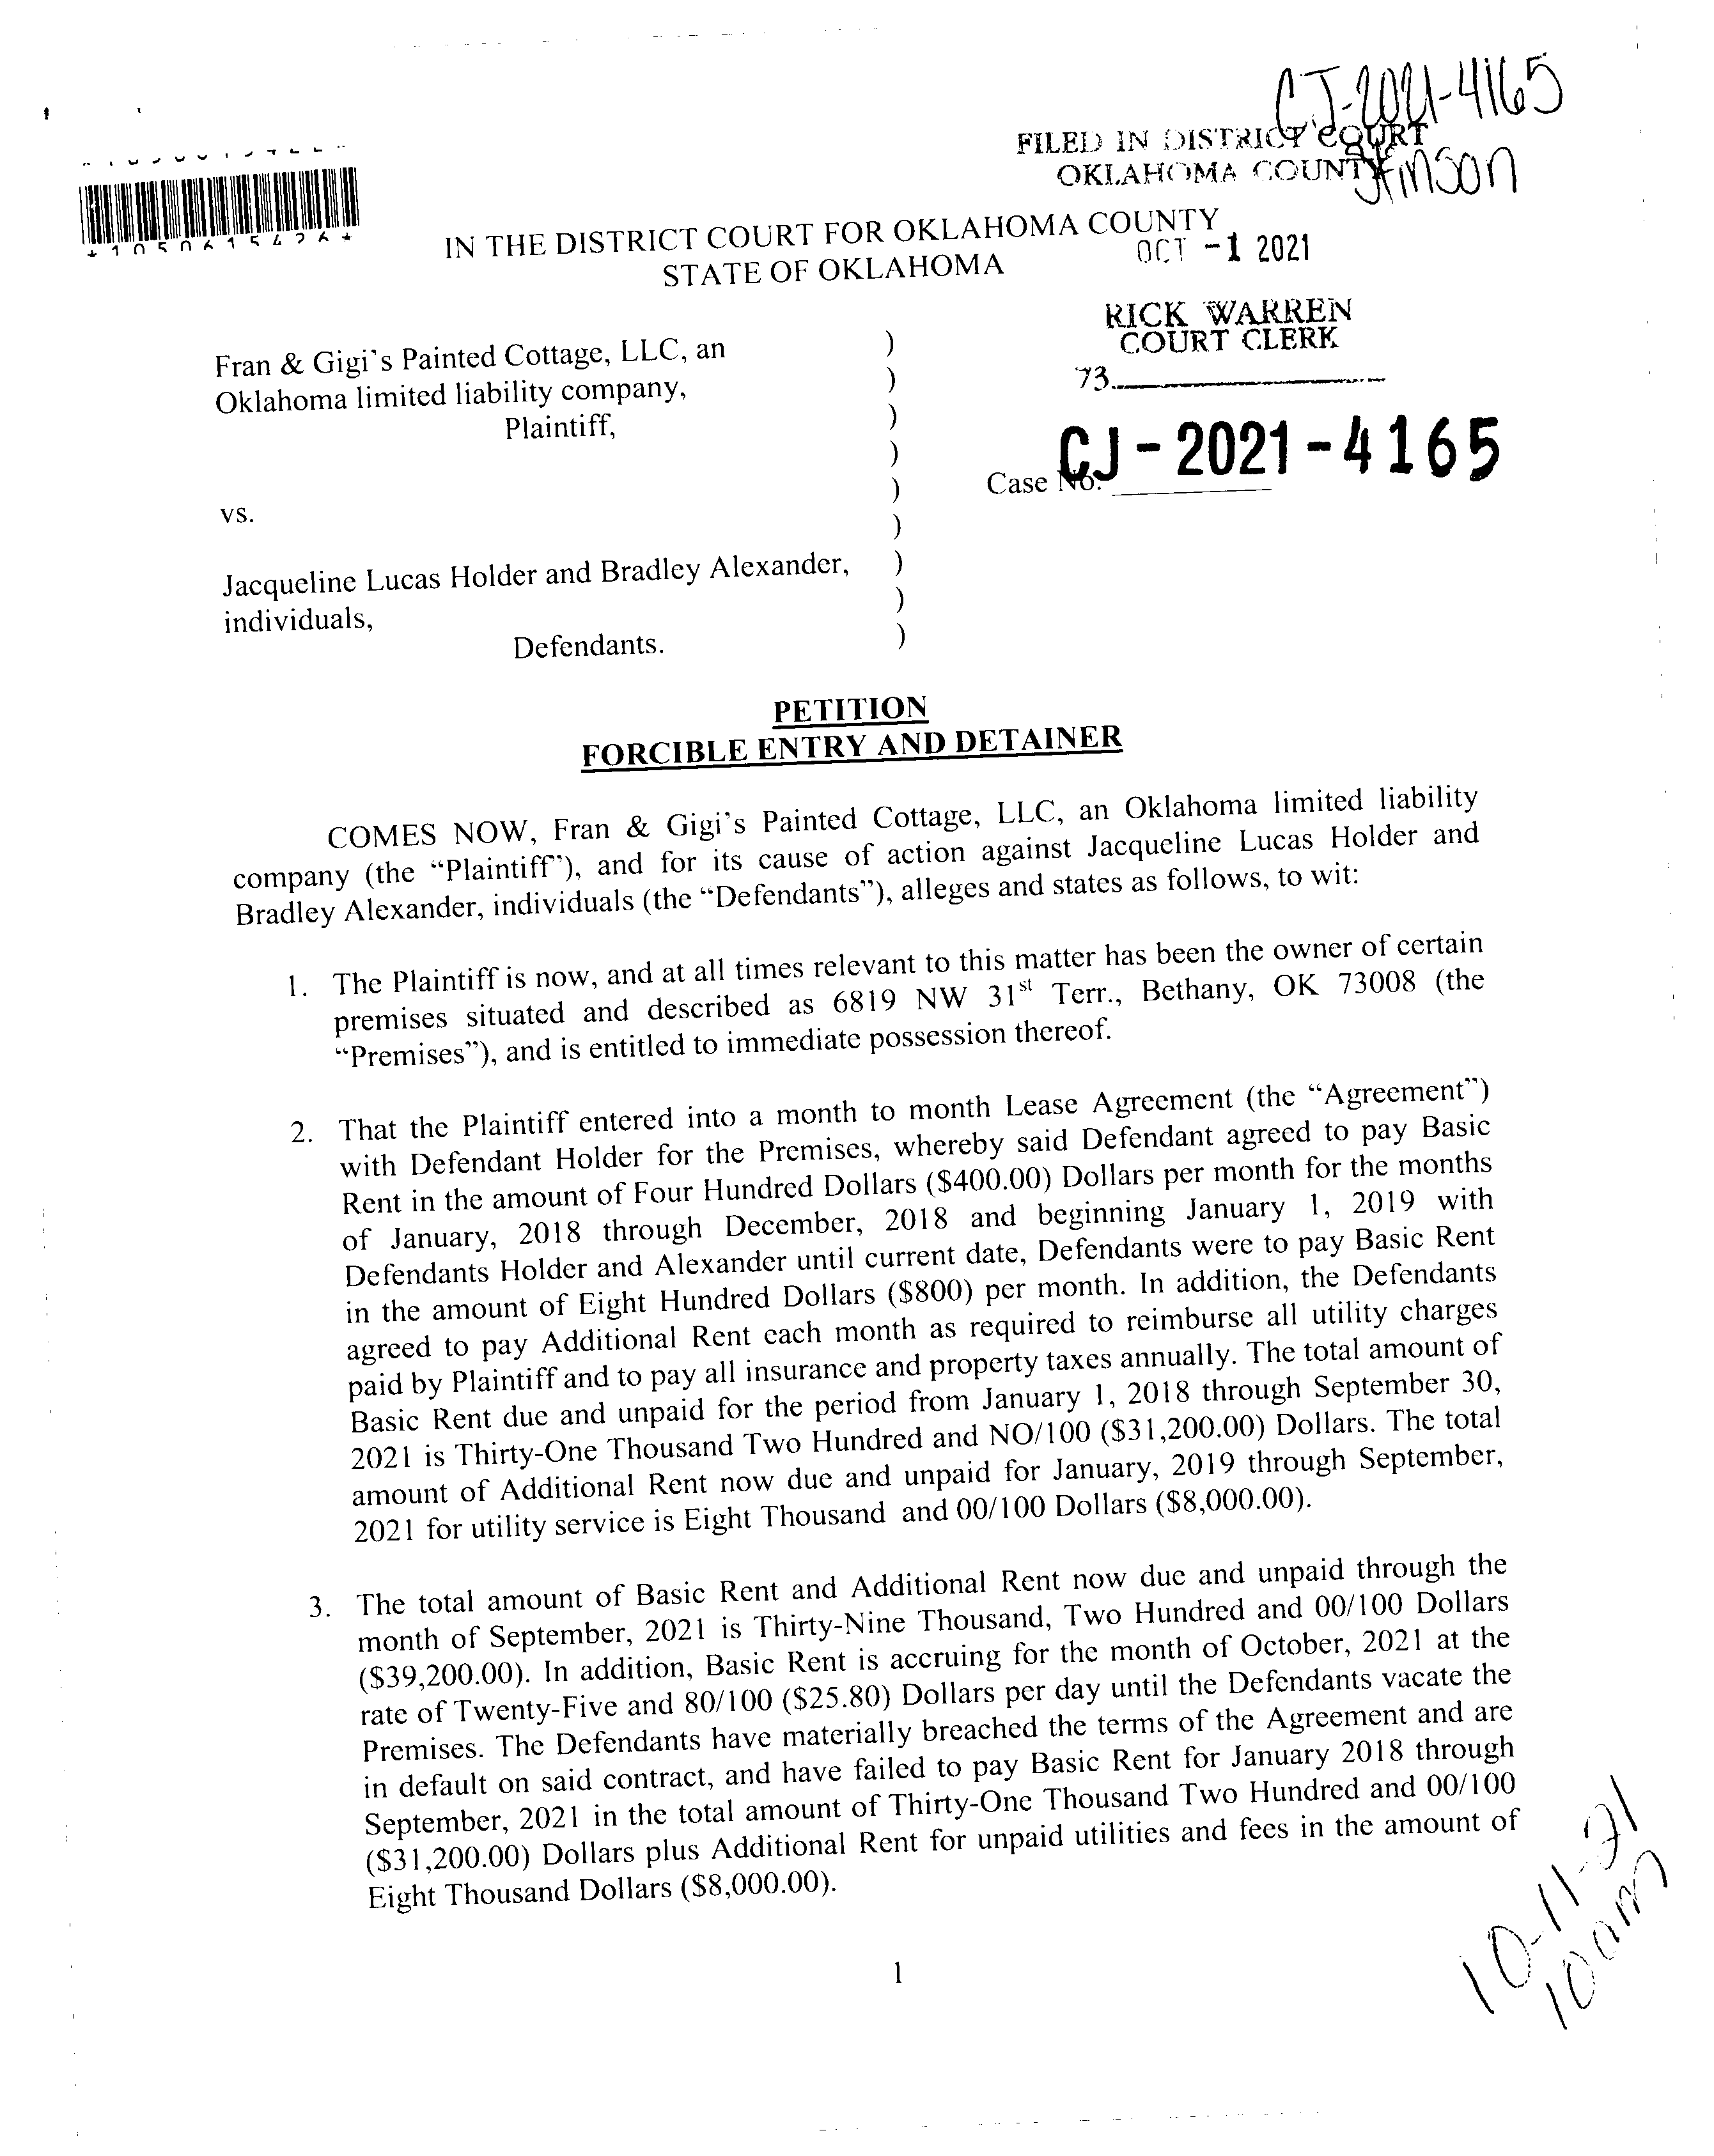 CJ-2021-4165
FILED IN DISTRICT COURT
OKLAHOMA COUNTY
Stinson
*1050615426*
IN THE DISTRICT COURT FOR OKLAHOMA COUNTY
STATE OF OKLAHOMA
OCT -1 2021
RICK WARREN
COURT CLERK
73
Fran & Gigi's Painted Cottage, LLC, an )
Oklahoma limited liability company, )
Plaintiff, )
)
Case No. CJ-2021-4165
vs. )
)
Jacqueline Lucas Holder and Bradley Alexander, )
individuals, )
Defendants. )
PETITION
FORCIBLE ENTRY AND DETAINER
COMES NOW, Fran & Gigi's Painted Cottage, LLC, an Oklahoma limited liability
company (the “Plaintiff”), and for its cause of action against Jacqueline Lucas Holder and
Bradley Alexander, individuals (the “Defendants”), alleges and states as follows, to wit:
1. The Plaintiff is now, and at all times relevant to this matter has been the owner of certain
premises situated and described as 6819 NW 31st Terr., Bethany, OK 73008 (the
“Premises”), and is entitled to immediate possession thereof.
2. That the Plaintiff entered into a month to month Lease Agreement (the “Agreement”)
with Defendant Holder for the Premises, whereby said Defendant agreed to pay Basic
Rent in the amount of Four Hundred Dollars ($400.00) Dollars per month for the months
of January, 2018 through December, 2018 and beginning January 1, 2019 with
Defendants Holder and Alexander until current date, Defendants were to pay Basic Rent
in the amount of Eight Hundred Dollars ($800) per month. In addition, the Defendants
agreed to pay Additional Rent each month as required to reimburse all utility charges
paid by Plaintiff and to pay all insurance and property taxes annually. The total amount of
Basic Rent due and unpaid for the period from January 1, 2018 through September 30,
2021 is Thirty-One Thousand Two Hundred and NO/100 ($31,200.00) Dollars. The total
amount of Additional Rent now due and unpaid for January, 2019 through September,
2021 for utility service is Eight Thousand and 00/100 Dollars ($8,000.00).
3. The total amount of Basic Rent and Additional Rent now due and unpaid through the
month of September, 2021 is Thirty-Nine Thousand, Two Hundred and 00/100 Dollars
($39,200.00). In addition, Basic Rent is accruing for the month of October, 2021 at the
rate of Twenty-Five and 80/100 ($25.80) Dollars per day until the Defendants vacate the
Premises. The Defendants have materially breached the terms of the Agreement and are
in default on said contract, and have failed to pay Basic Rent for January 2018 through
September, 2021 in the total amount of Thirty-One Thousand Two Hundred and 00/100
($31,200.00) Dollars plus Additional Rent for unpaid utilities and fees in the amount of
Eight Thousand Dollars ($8,000.00).
10-11-21
10am
1